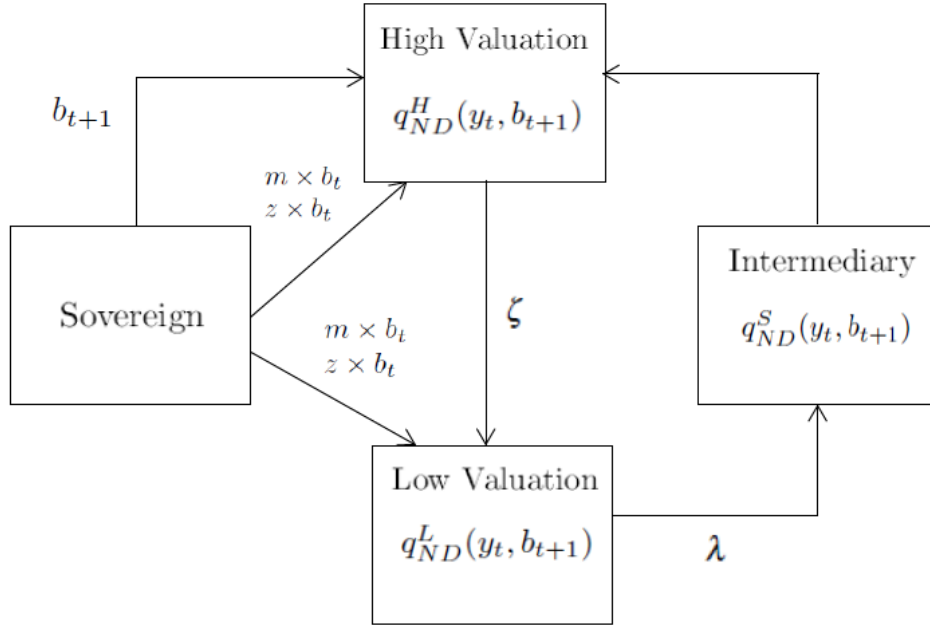 High Valuation
q^H_{ND}(y_t, b_{t+1})
b_{t+1}
m × b_t
z × b_t
Sovereign
m × b_t
z × b_t
ζ
Intermediary
q^S_{ND}(y_t, b_{t+1})
Low Valuation
q^L_{ND}(y_t, b_{t+1})
λ